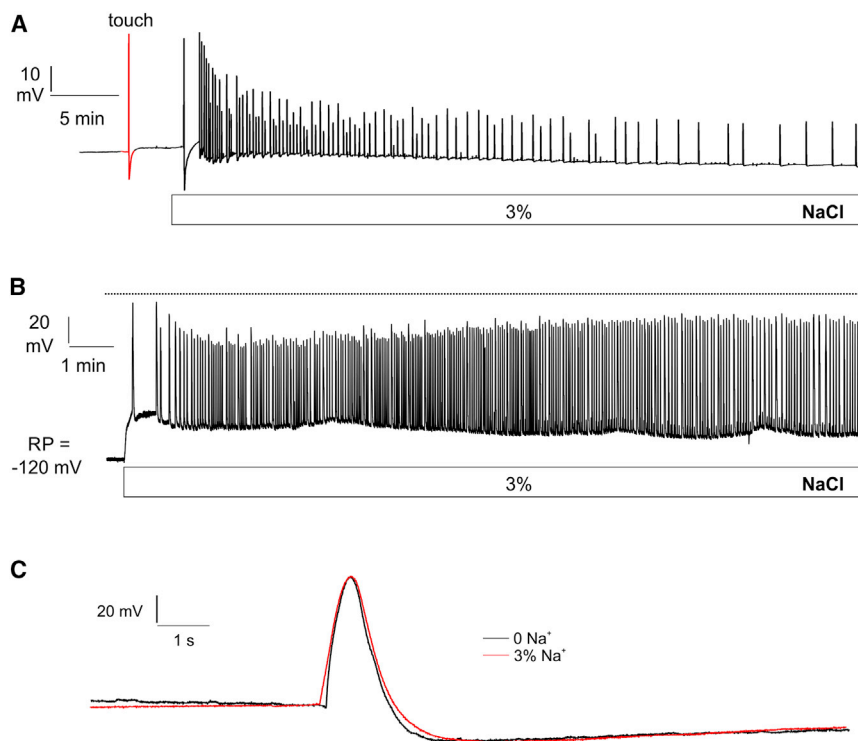 A
touch
10
mV
5 min
3% NaCl
B
20
mV
1 min
RP =
-120 mV
3% NaCl
C
20 mV
1 s
0 Na⁺
3% Na⁺